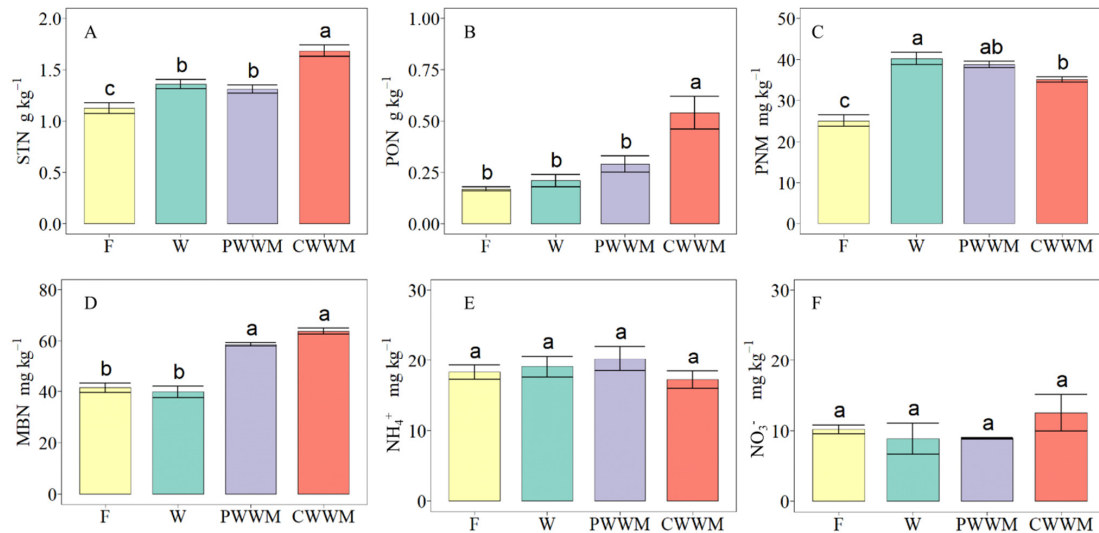 A
STN g kg⁻¹
2.0
1.5
1.0
0.5
0.0
c
b
b
a
F W PWWM CWWM
B
PON g kg⁻¹
1.00
0.75
0.50
0.25
0.00
b
b
b
a
F W PWWM CWWM
C
PNM mg kg⁻¹
50
40
30
20
10
0
c
a
ab
b
F W PWWM CWWM
D
MBN mg kg⁻¹
80
60
40
20
0
b
b
a
a
F W PWWM CWWM
E
NH₄⁺ mg kg⁻¹
30
20
10
0
a
a
a
a
F W PWWM CWWM
F
NO₃⁻ mg kg⁻¹
30
20
10
0
a
a
a
a
F W PWWM CWWM